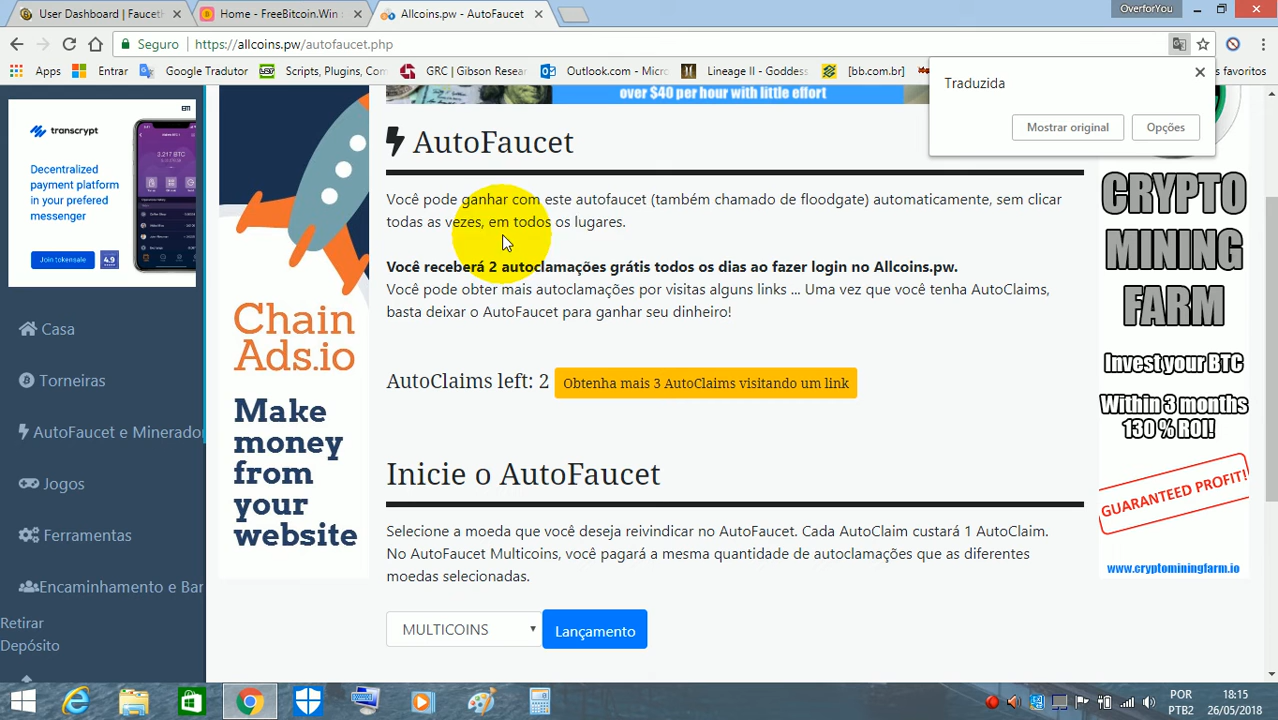 User Dashboard | FaucetH
Home - FreeBitcoin.Win
Allcoins.pw - AutoFaucet
OverforYou
Seguro
https://allcoins.pw/autofaucet.php
Apps
Entrar
Google Tradutor
Scripts, Plugins, Com
GRC | Gibson Resea
Outlook.com - Micro
Lineage II - Goddess
[bb.com.br]
s favoritos
Traduzida
Mostrar original
Opções
transcrypt
Decentralized
payment platform
in your prefered
messenger
Join tokensale
4.9
3.217 BTC
Casa
Torneiras
AutoFaucet e Minerador
Jogos
Ferramentas
Encaminhamento e Bar
Retirar
Depósito
Chain
Ads.io
Make
money
from
your
website
over $40 per hour with little effort
AutoFaucet
Você pode ganhar com este autofaucet (também chamado de floodgate) automaticamente, sem clicar
todas as vezes, em todos os lugares.
Você receberá 2 autoclamações grátis todos os dias ao fazer login no Allcoins.pw.
Você pode obter mais autoclamações por visitas alguns links ... Uma vez que você tenha AutoClaims,
basta deixar o AutoFaucet para ganhar seu dinheiro!
AutoClaims left: 2
Obtenha mais 3 AutoClaims visitando um link
Inicie o AutoFaucet
Selecione a moeda que você deseja reivindicar no AutoFaucet. Cada AutoClaim custará 1 AutoClaim.
No AutoFaucet Multicoins, você pagará a mesma quantidade de autoclamações que as diferentes
moedas selecionadas.
MULTICOINS
Lançamento
CRYPTO
MINING
FARM
Invest your BTC
Within 3 months
130 % ROI!
GUARANTEED PROFIT!
www.cryptominingfarm.io
POR
PTB2
18:15
26/05/2018